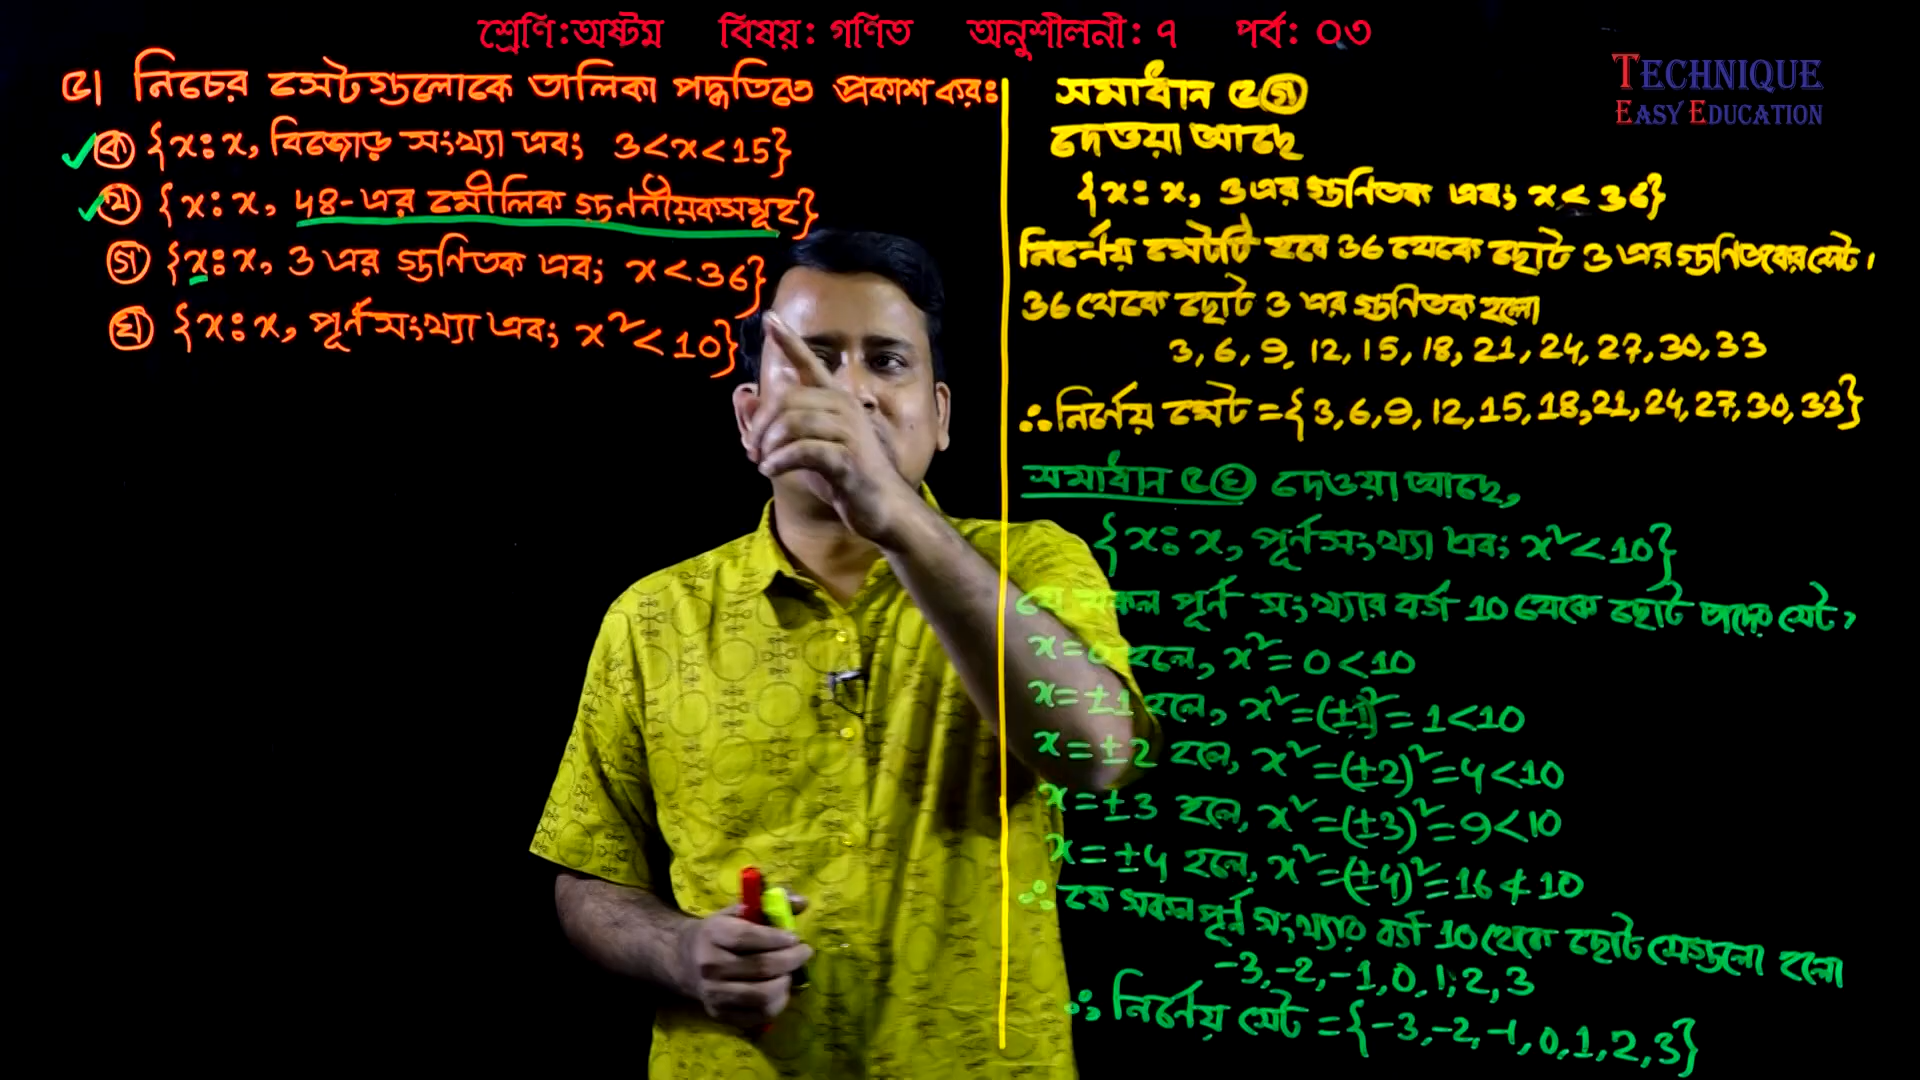 শ্রেণি:অষ্টম বিষয়: গণিত অনুশীলনী: ৭ পর্ব: ০৩
TECHNIQUE
EASY EDUCATION
৫। নিচের সেটগুলোকে তালিকা পদ্ধতিতে প্রকাশ কর:
ক {x: x, বিজোড় সংখ্যা এবং 3<x<15}
খ {x: x, 48-এর মৌলিক গুণনীয়কসমূহ}
গ {x: x, 3 এর গুণিতক এবং x<36}
ঘ {x: x, পূর্ণসংখ্যা এবং x²<10}
সমাধান ৫গ
দেওয়া আছে
{x: x, 3 এর গুণিতক এবং x<36}
নির্ণেয় সেটটি হবে 36 থেকে ছোট 3 এর গুণিতকের সেট।
36 থেকে ছোট 3 এর গুণিতক হলো
3, 6, 9, 12, 15, 18, 21, 24, 27, 30, 33
∴ নির্ণেয় সেট = {3, 6, 9, 12, 15, 18, 21, 24, 27, 30, 33}
সমাধান ৫ঘ দেওয়া আছে,
{x: x, পূর্ণসংখ্যা এবং x²<10}
যে সকল পূর্ণ সংখ্যার বর্গ 10 থেকে ছোট তাদের সেট,
x=0 হলে, x²= 0<10
x=±1 হলে, x²=(±1)²= 1<10
x=±2 হলে, x²=(±2)²=4<10
x=±3 হলে, x²=(±3)²=9<10
x=±4 হলে, x²=(±4)²=16≮10
∴ যে সকল পূর্ণ সংখ্যার বর্গ 10 থেকে ছোট সেগুলো হলো
-3, -2, -1, 0, 1, 2, 3
∴ নির্ণেয় সেট = {-3, -2, -1, 0, 1, 2, 3}